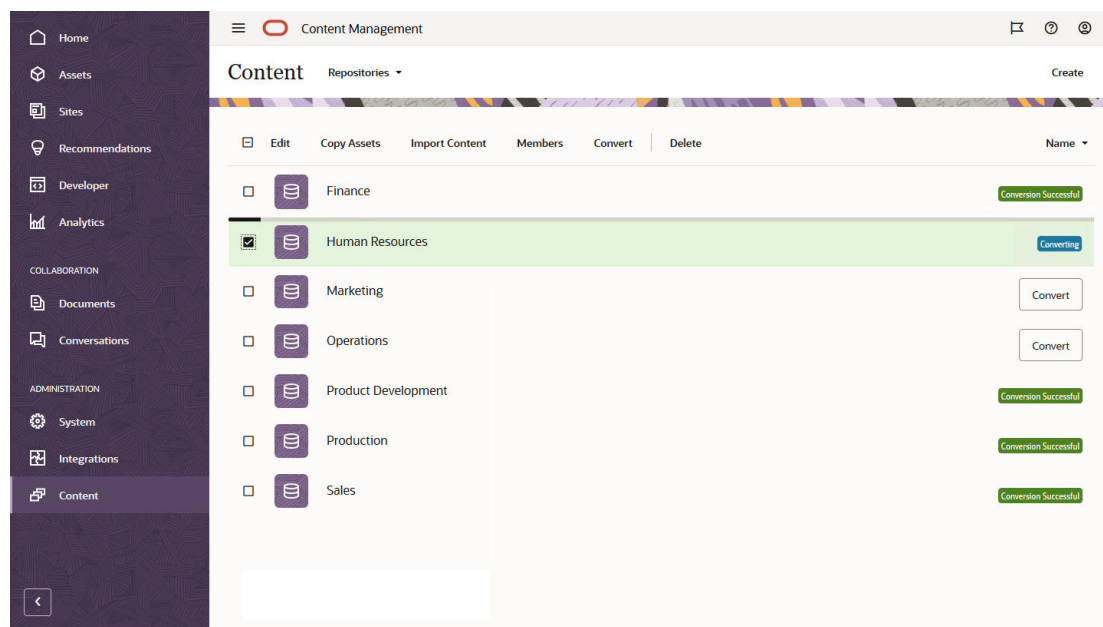 Home
Assets
Sites
Recommendations
Developer
Analytics
COLLABORATION
Documents
Conversations
ADMINISTRATION
System
Integrations
Content
Content Management
Content Repositories Create
Edit Copy Assets Import Content Members Convert Delete Name
Finance Conversion Successful
Human Resources Converting
Marketing Convert
Operations Convert
Product Development Conversion Successful
Production Conversion Successful
Sales Conversion Successful